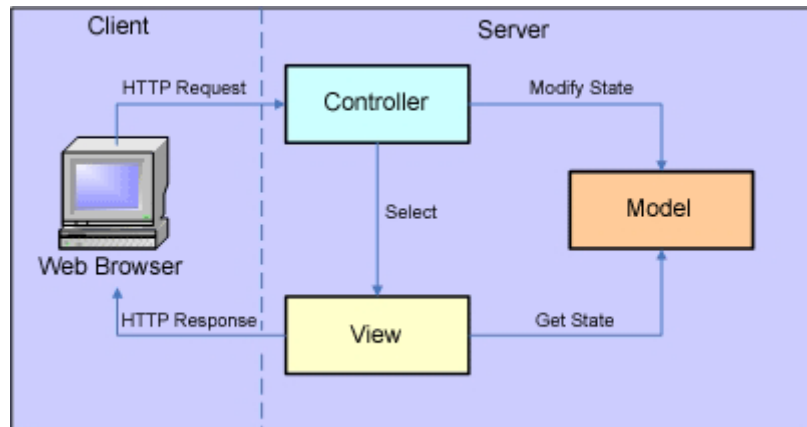 Client
Server
HTTP Request
Controller
Modify State
Select
Model
Web Browser
HTTP Response
View
Get State